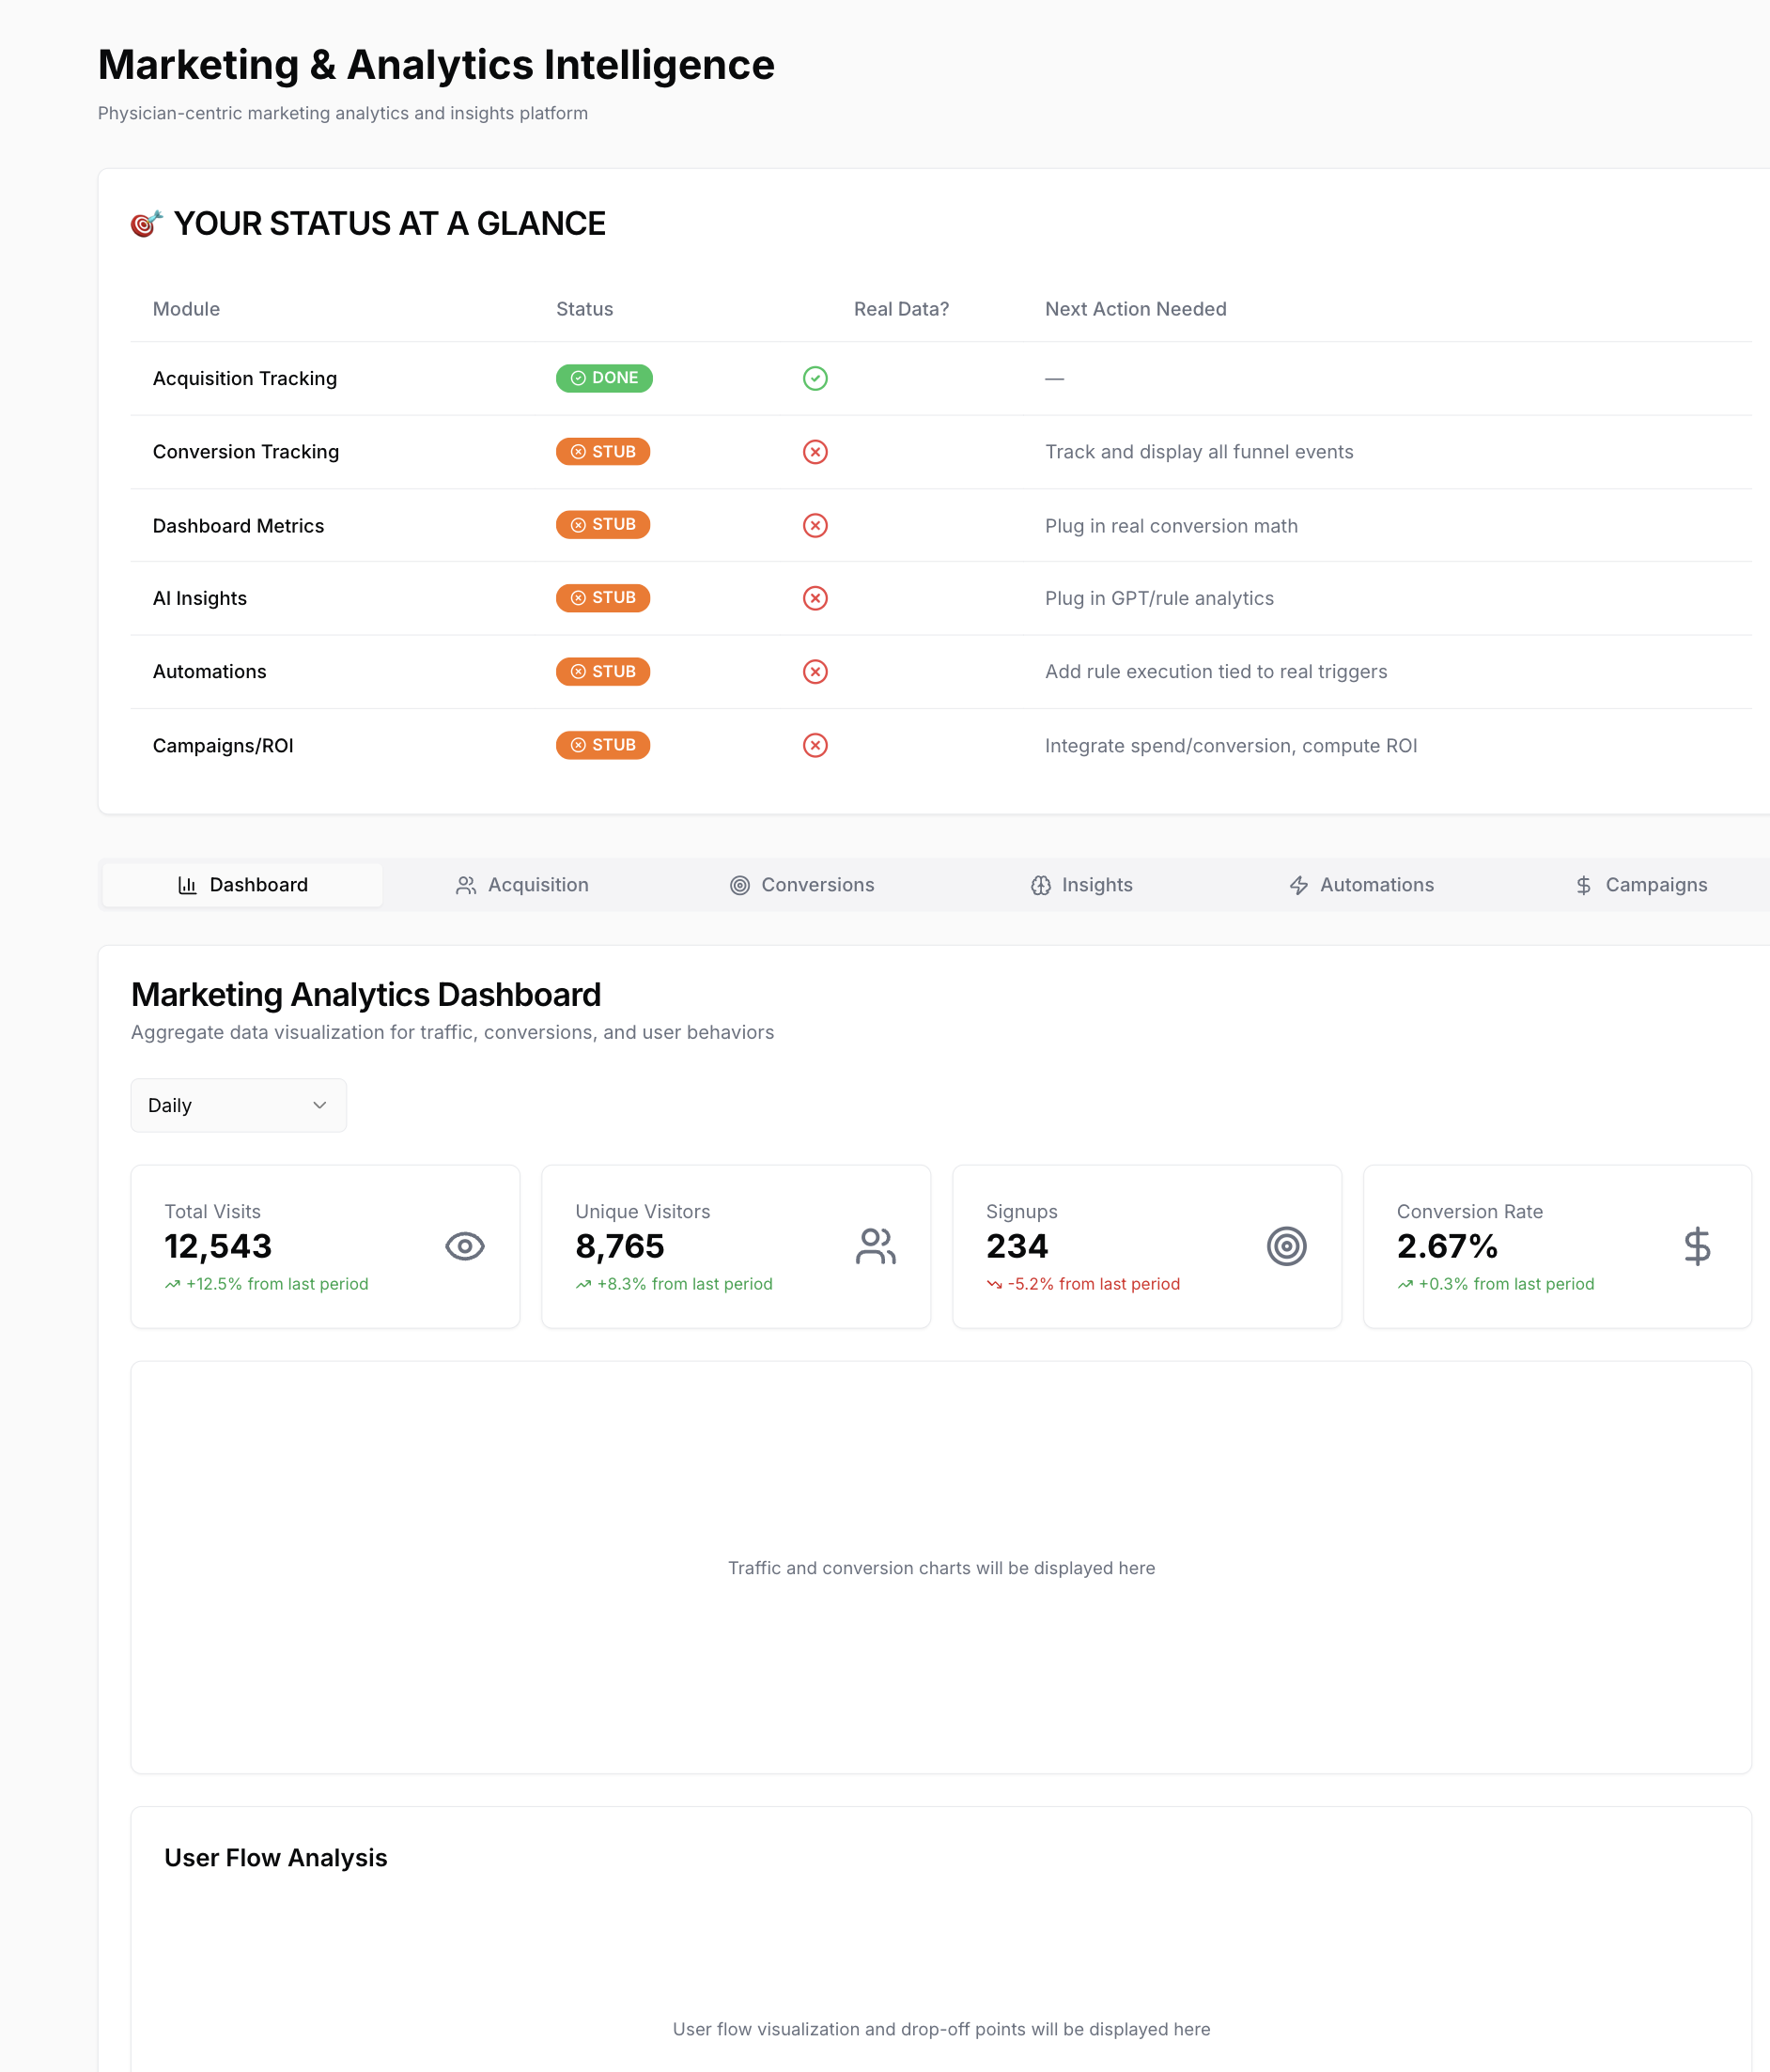 Marketing & Analytics Intelligence
Physician-centric marketing analytics and insights platform
YOUR STATUS AT A GLANCE
Module Status Real Data? Next Action Needed
Acquisition Tracking DONE —
Conversion Tracking STUB Track and display all funnel events
Dashboard Metrics STUB Plug in real conversion math
AI Insights STUB Plug in GPT/rule analytics
Automations STUB Add rule execution tied to real triggers
Campaigns/ROI STUB Integrate spend/conversion, compute ROI
Dashboard Acquisition Conversions Insights Automations Campaigns
Marketing Analytics Dashboard
Aggregate data visualization for traffic, conversions, and user behaviors
Daily
Total Visits Unique Visitors Signups Conversion Rate
12,543 8,765 234 2.67%
+12.5% from last period +8.3% from last period -5.2% from last period +0.3% from last period
Traffic and conversion charts will be displayed here
User Flow Analysis
User flow visualization and drop-off points will be displayed here